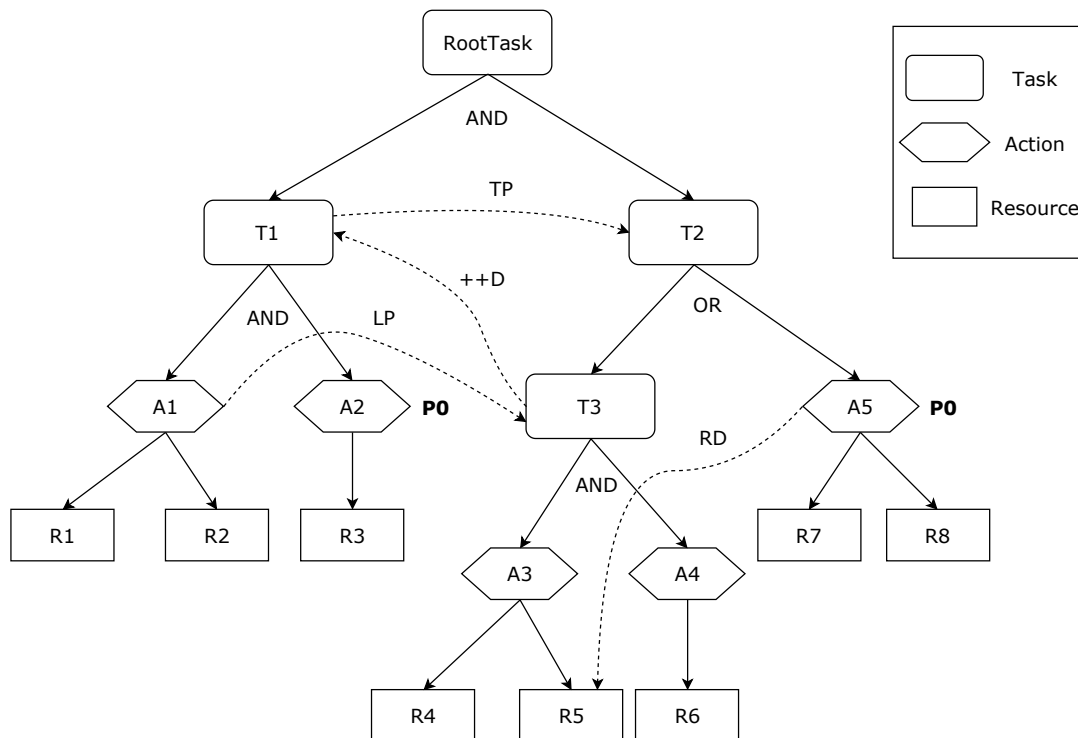 RootTask
Task
AND
Action
TP
Resource
T1
T2
++D
OR
AND
LP
A1
A2
P0
T3
A5
P0
RD
AND
R1
R2
R3
R7
R8
A3
A4
R4
R5
R6